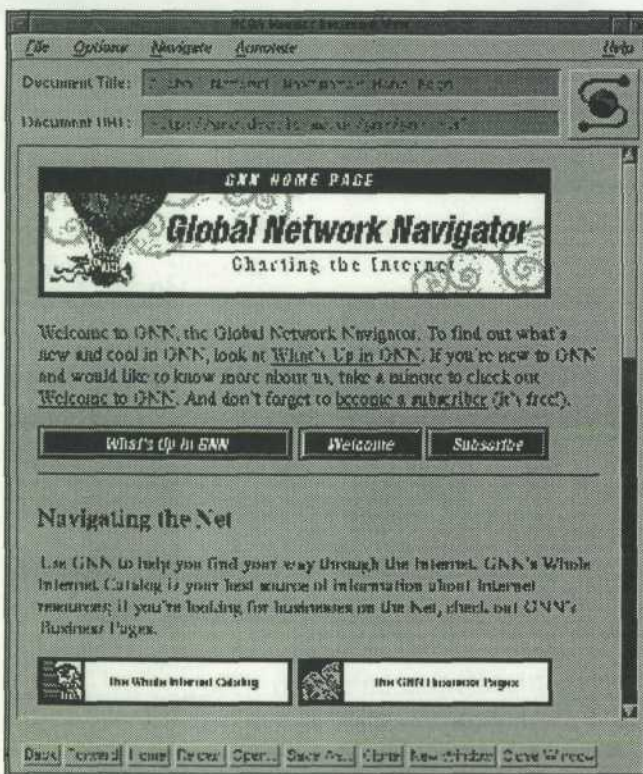 File Options Navigate Annotate Help
Document Title:
Document URL:
GNN HOME PAGE
Global Network Navigator
Charting the Internet
Welcome to GNN, the Global Network Navigator. To find out what's
new and cool in GNN, look at What's Up in GNN. If you're new to GNN
and would like to know more about us, take a minute to check out
Welcome to GNN. And don't forget to become a subscriber (it's free!).
What's Up in GNN Welcome Subscribe
Navigating the Net
Use GNN to help you find your way through the Internet. GNN's Whole
Internet Catalog is your best source of information about Internet
resources; if you're looking for businesses on the Net, check out GNN's
Business Pages.
The Whole Internet Catalog The GNN Business Pages
Back Forward Home Reload Open... Save As... Clone New Window Close Window